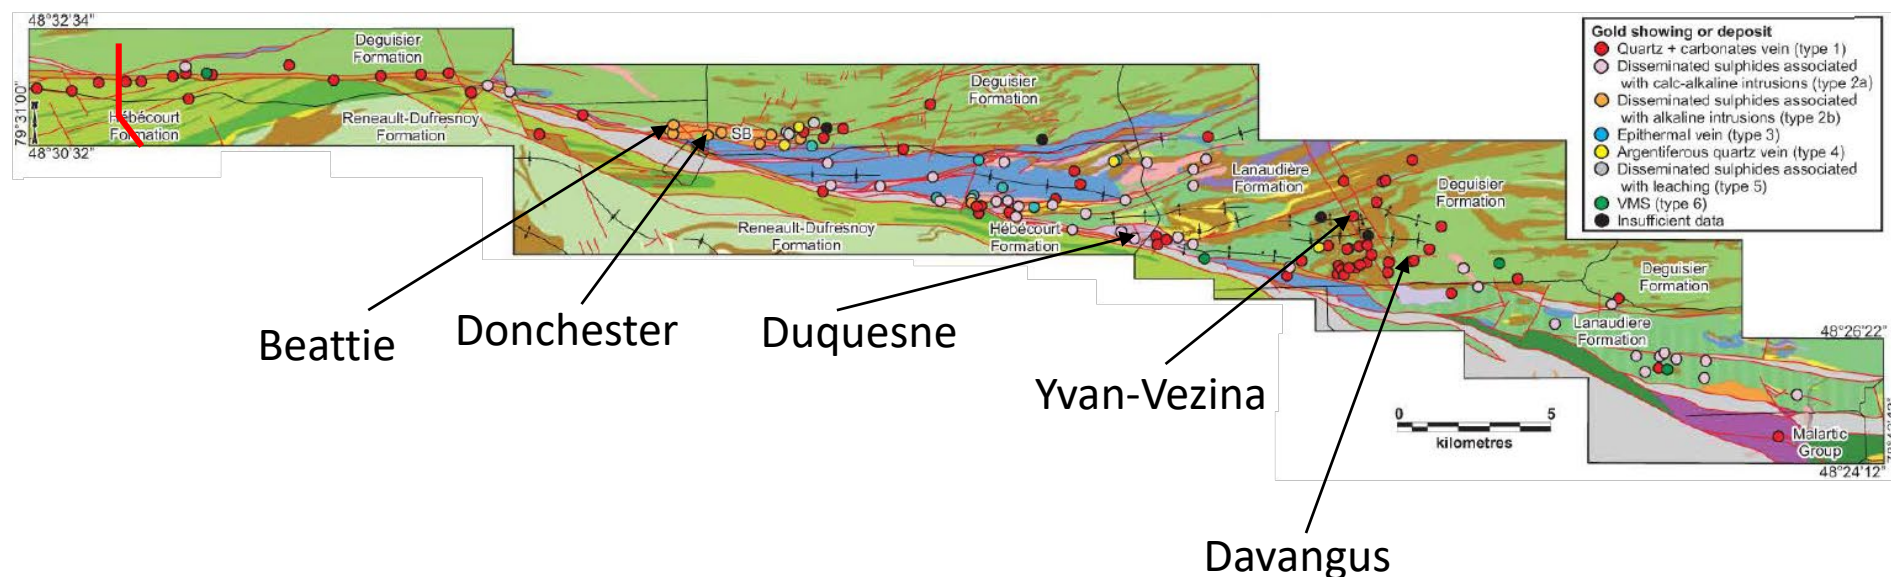 48°32'34"
79°31'00"
48°30'32"
Deguisier
Formation
Hébécourt
Formation
Reneault-Dufresnoy
Formation
SB
Deguisier
Formation
Reneault-Dufresnoy
Formation
Hébécourt
Formation
Lanaudière
Formation
Deguisier
Formation
Deguisier
Formation
Lanaudiere
Formation
48°26'22"
Malartic
Group
48°24'12"
Gold showing or deposit
Quartz + carbonates vein (type 1)
Disseminated sulphides associated
with calc-alkaline intrusions (type 2a)
Disseminated sulphides associated
with alkaline intrusions (type 2b)
Epithermal vein (type 3)
Argentiferous quartz vein (type 4)
Disseminated sulphides associated
with leaching (type 5)
VMS (type 6)
Insufficient data
0 5
kilometres
Beattie
Donchester
Duquesne
Yvan-Vezina
Davangus